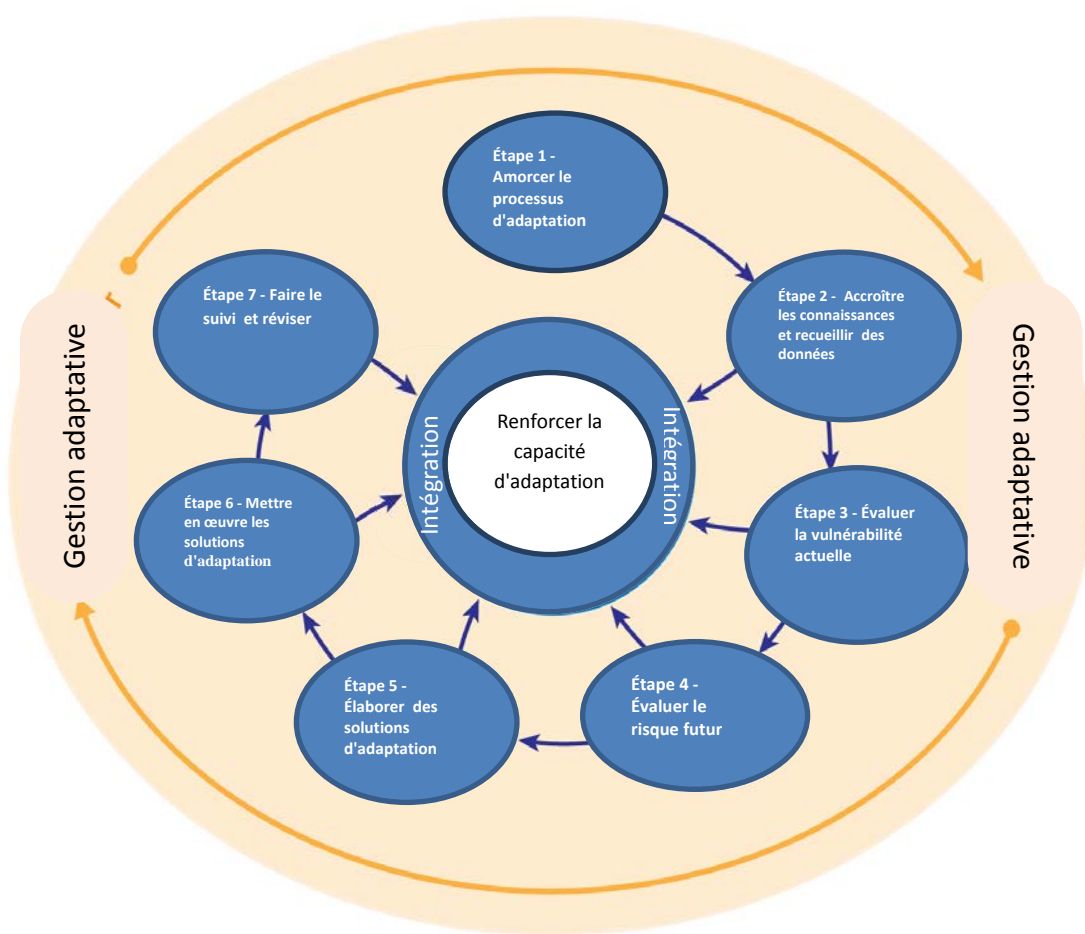 Étape 1 -
Amorcer le
processus
d'adaptation
Étape 2 - Accroître
les connaissances
et recueillir des
données
Étape 3 - Évaluer
la vulnérabilité
actuelle
Étape 4 -
Évaluer le
risque futur
Étape 5 -
Élaborer des
solutions
d'adaptation
Étape 6 - Mettre
en œuvre les
solutions
d'adaptation
Étape 7 - Faire le
suivi et réviser
Intégration
Renforcer la
capacité
d'adaptation
Intégration
Gestion adaptative
Gestion adaptative